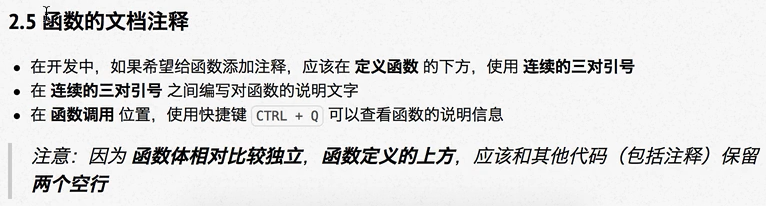 2.5 函数的文档注释
在开发中，如果希望给函数添加注释，应该在 定义函数 的下方，使用 连续的三对引号
在 连续的三对引号 之间编写对函数的说明文字
在 函数调用 位置，使用快捷键 CTRL + Q 可以查看函数的说明信息
注意：因为 函数体相对比较独立，函数定义的上方，应该和其他代码（包括注释）保留
两个空行